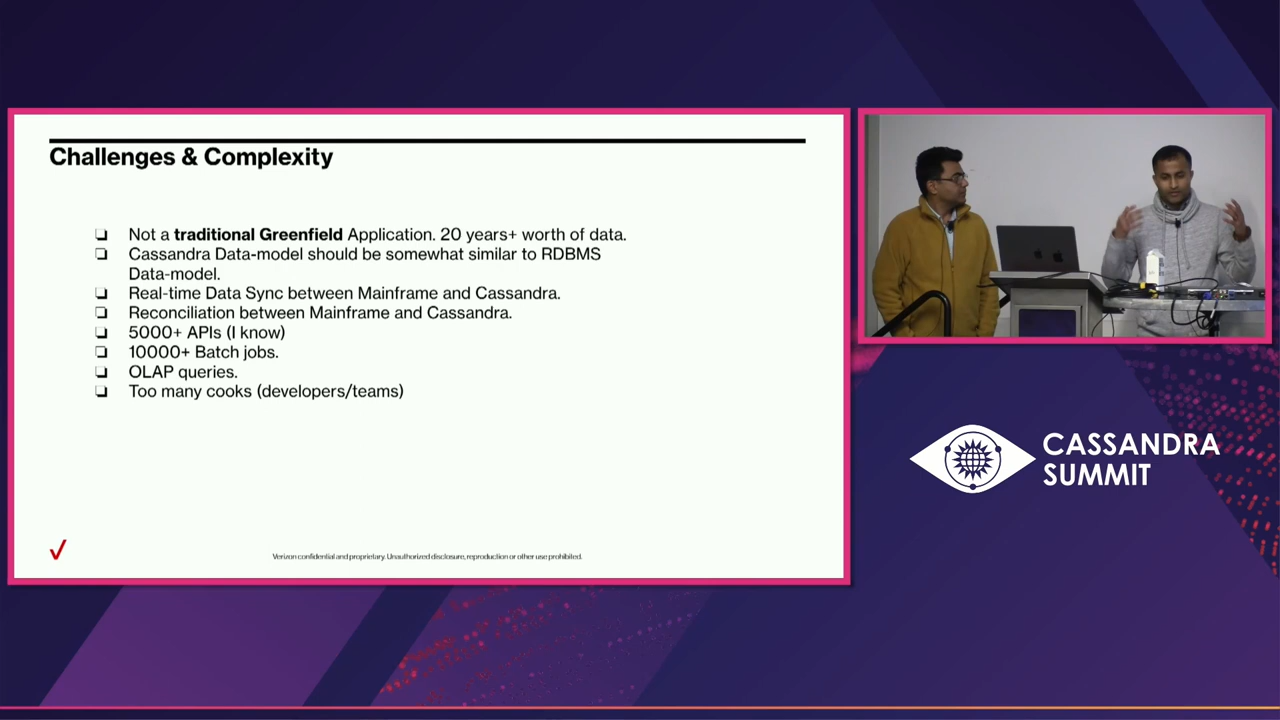 Challenges & Complexity
Not a traditional Greenfield Application. 20 years+ worth of data.
Cassandra Data-model should be somewhat similar to RDBMS
Data-model.
Real-time Data Sync between Mainframe and Cassandra.
Reconciliation between Mainframe and Cassandra.
5000+ APIs (I know)
10000+ Batch jobs.
OLAP queries.
Too many cooks (developers/teams)
Verizon confidential and proprietary. Unauthorized disclosure, reproduction or other use prohibited.
CASSANDRA
SUMMIT